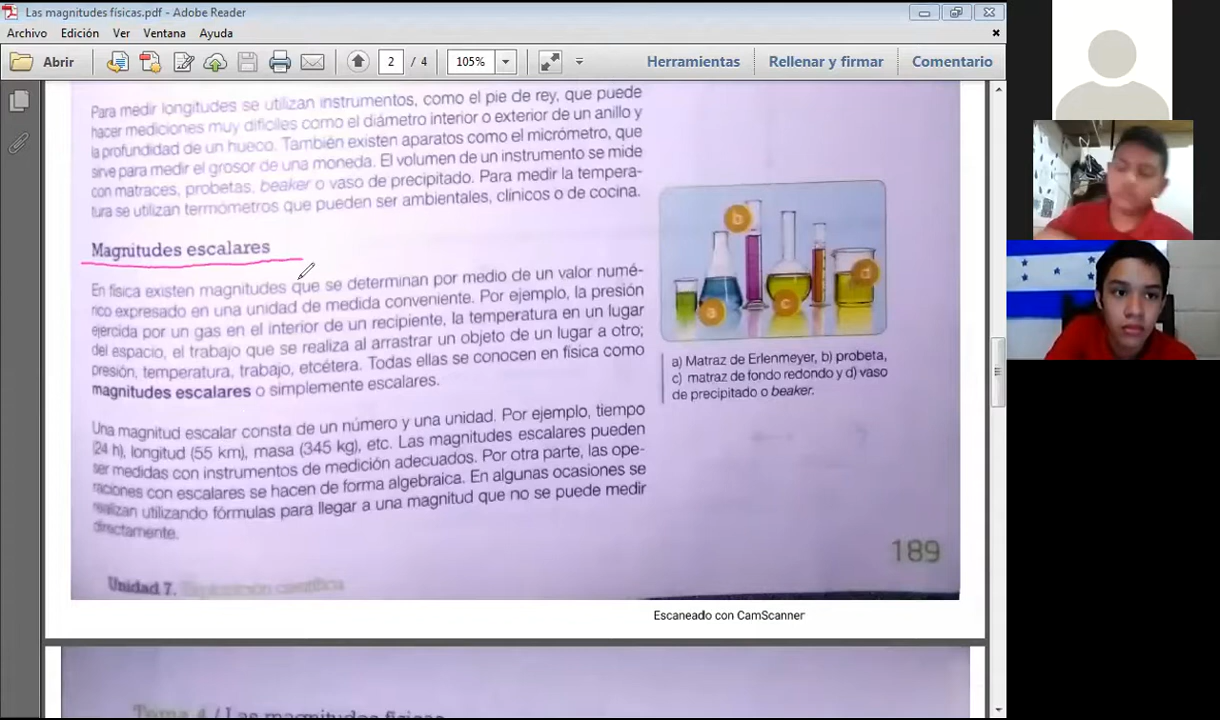 Las magnitudes físicas.pdf - Adobe Reader
Archivo Edición Ver Ventana Ayuda
Abrir 2 / 4 105% Herramientas Rellenar y firmar Comentario
Para medir longitudes se utilizan instrumentos, como el pie de rey, que puede
hacer mediciones muy difíciles como el diámetro interior o exterior de un anillo y
la profundidad de un hueco. También existen aparatos como el micrómetro, que
sirve para medir el grosor de una moneda. El volumen de un instrumento se mide
con matraces, probetas, beaker o vaso de precipitado. Para medir la tempera-
tura se utilizan termómetros que pueden ser ambientales, clínicos o de cocina.
Magnitudes escalares
En física existen magnitudes que se determinan por medio de un valor numé-
rico expresado en una unidad de medida conveniente. Por ejemplo, la presión
ejercida por un gas en el interior de un recipiente, la temperatura en un lugar
del espacio, el trabajo que se realiza al arrastrar un objeto de un lugar a otro;
presión, temperatura, trabajo, etcétera. Todas ellas se conocen en física como
magnitudes escalares o simplemente escalares.
Una magnitud escalar consta de un número y una unidad. Por ejemplo, tiempo
(24 h), longitud (55 km), masa (345 kg), etc. Las magnitudes escalares pueden
ser medidas con instrumentos de medición adecuados. Por otra parte, las ope-
raciones con escalares se hacen de forma algebraica. En algunas ocasiones se
realizan utilizando fórmulas para llegar a una magnitud que no se puede medir
directamente.
b
a
c
d
a) Matraz de Erlenmeyer, b) probeta,
c) matraz de fondo redondo y d) vaso
de precipitado o beaker.
189
Unidad 7. Exploración científica
Escaneado con CamScanner
Tema 4 / Las magnitudes físicas